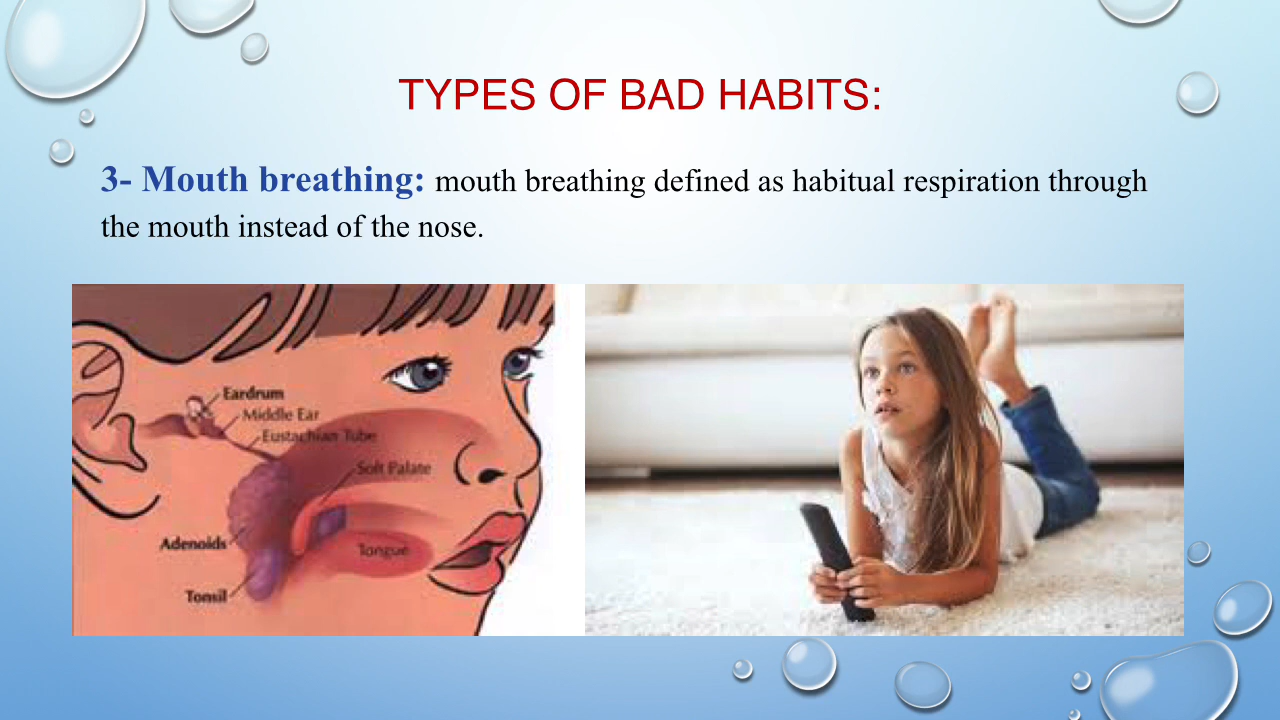 TYPES OF BAD HABITS:
3- Mouth breathing: mouth breathing defined as habitual respiration through
the mouth instead of the nose.
Eardrum
Middle Ear
Eustachian Tube
Soft Palate
Adenoids
Tongue
Tonsil